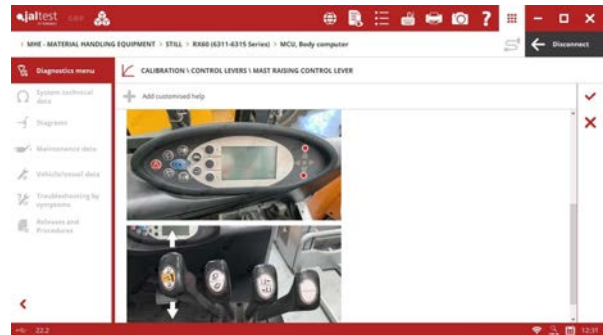 jaltest
MHE - MATERIAL HANDLING EQUIPMENT > STILL > RX60 (6311-6315 Series) > MCU, Body computer
Disconnect
Diagnostics menu
CALIBRATION \ CONTROL LEVERS \ MAST RAISING CONTROL LEVER
System technical
data
Add customised help
Diagrams
Maintenance data
Vehicle/vessel data
Troubleshooting by
symptoms
Releases and
Procedures
22.2
12:31